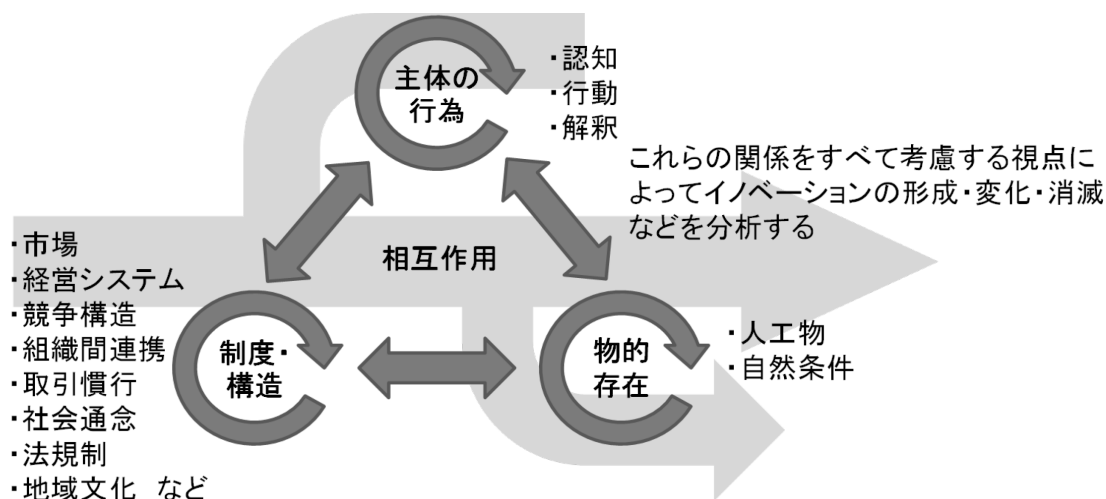 主体の
行為
・認知
・行動
・解釈
これらの関係をすべて考慮する視点に
よってイノベーションの形成・変化・消滅
などを分析する
相互作用
・市場
・経営システム
・競争構造
・組織間連携
・取引慣行
・社会通念
・法規制
・地域文化 など
制度・
構造
物的
存在
・人工物
・自然条件